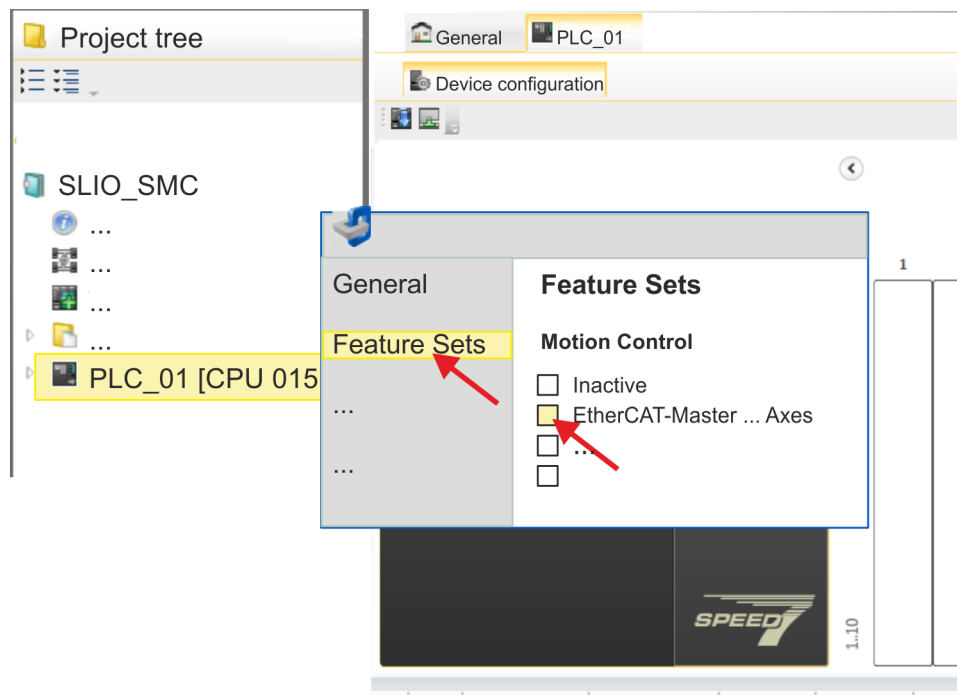 Project tree
SLIO_SMC
...
...
...
...
PLC_01 [CPU 015
General
PLC_01
Device configuration
General
Feature Sets
...
...
Feature Sets
Motion Control
Inactive
EtherCAT-Master ... Axes
...
1
SPEED7
1..10